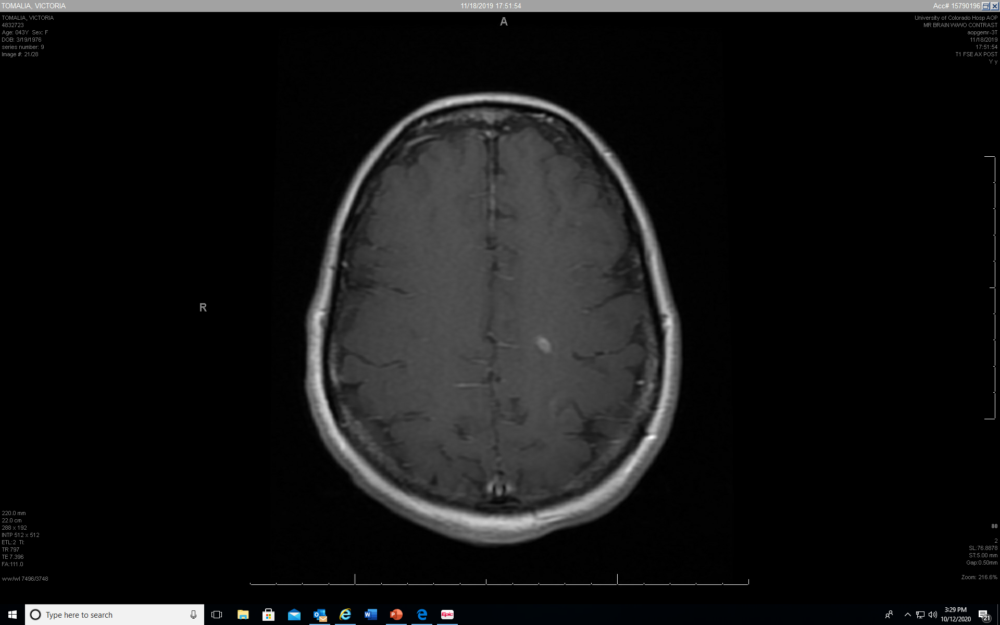 TOMALIA, VICTORIA
11/18/2019 17:51:54
Acc# 15790196
TOMALIA, VICTORIA
4832723
Age: 043Y Sex: F
DOB: 3/19/1976
series number: 9
Image #: 21/28
A
University of Colorado Hosp AOP
MR BRAIN W/WO CONTRAST
aopgemr-3T
11/18/2019
17:51:54
T1 FSE AX POST
Y y
R
220.0 mm
22.0 cm
288 x 192
INTP 512 x 512
ETL:2 TI:
TR 797
TE 7.396
FA:111.0
ww/wl 7496/3748
80
2
SL:76.8878
ST:5.00 mm
Gap:0.50mm
Zoom: 216.6%
Type here to search
Epic
3:29 PM
10/12/2020
21